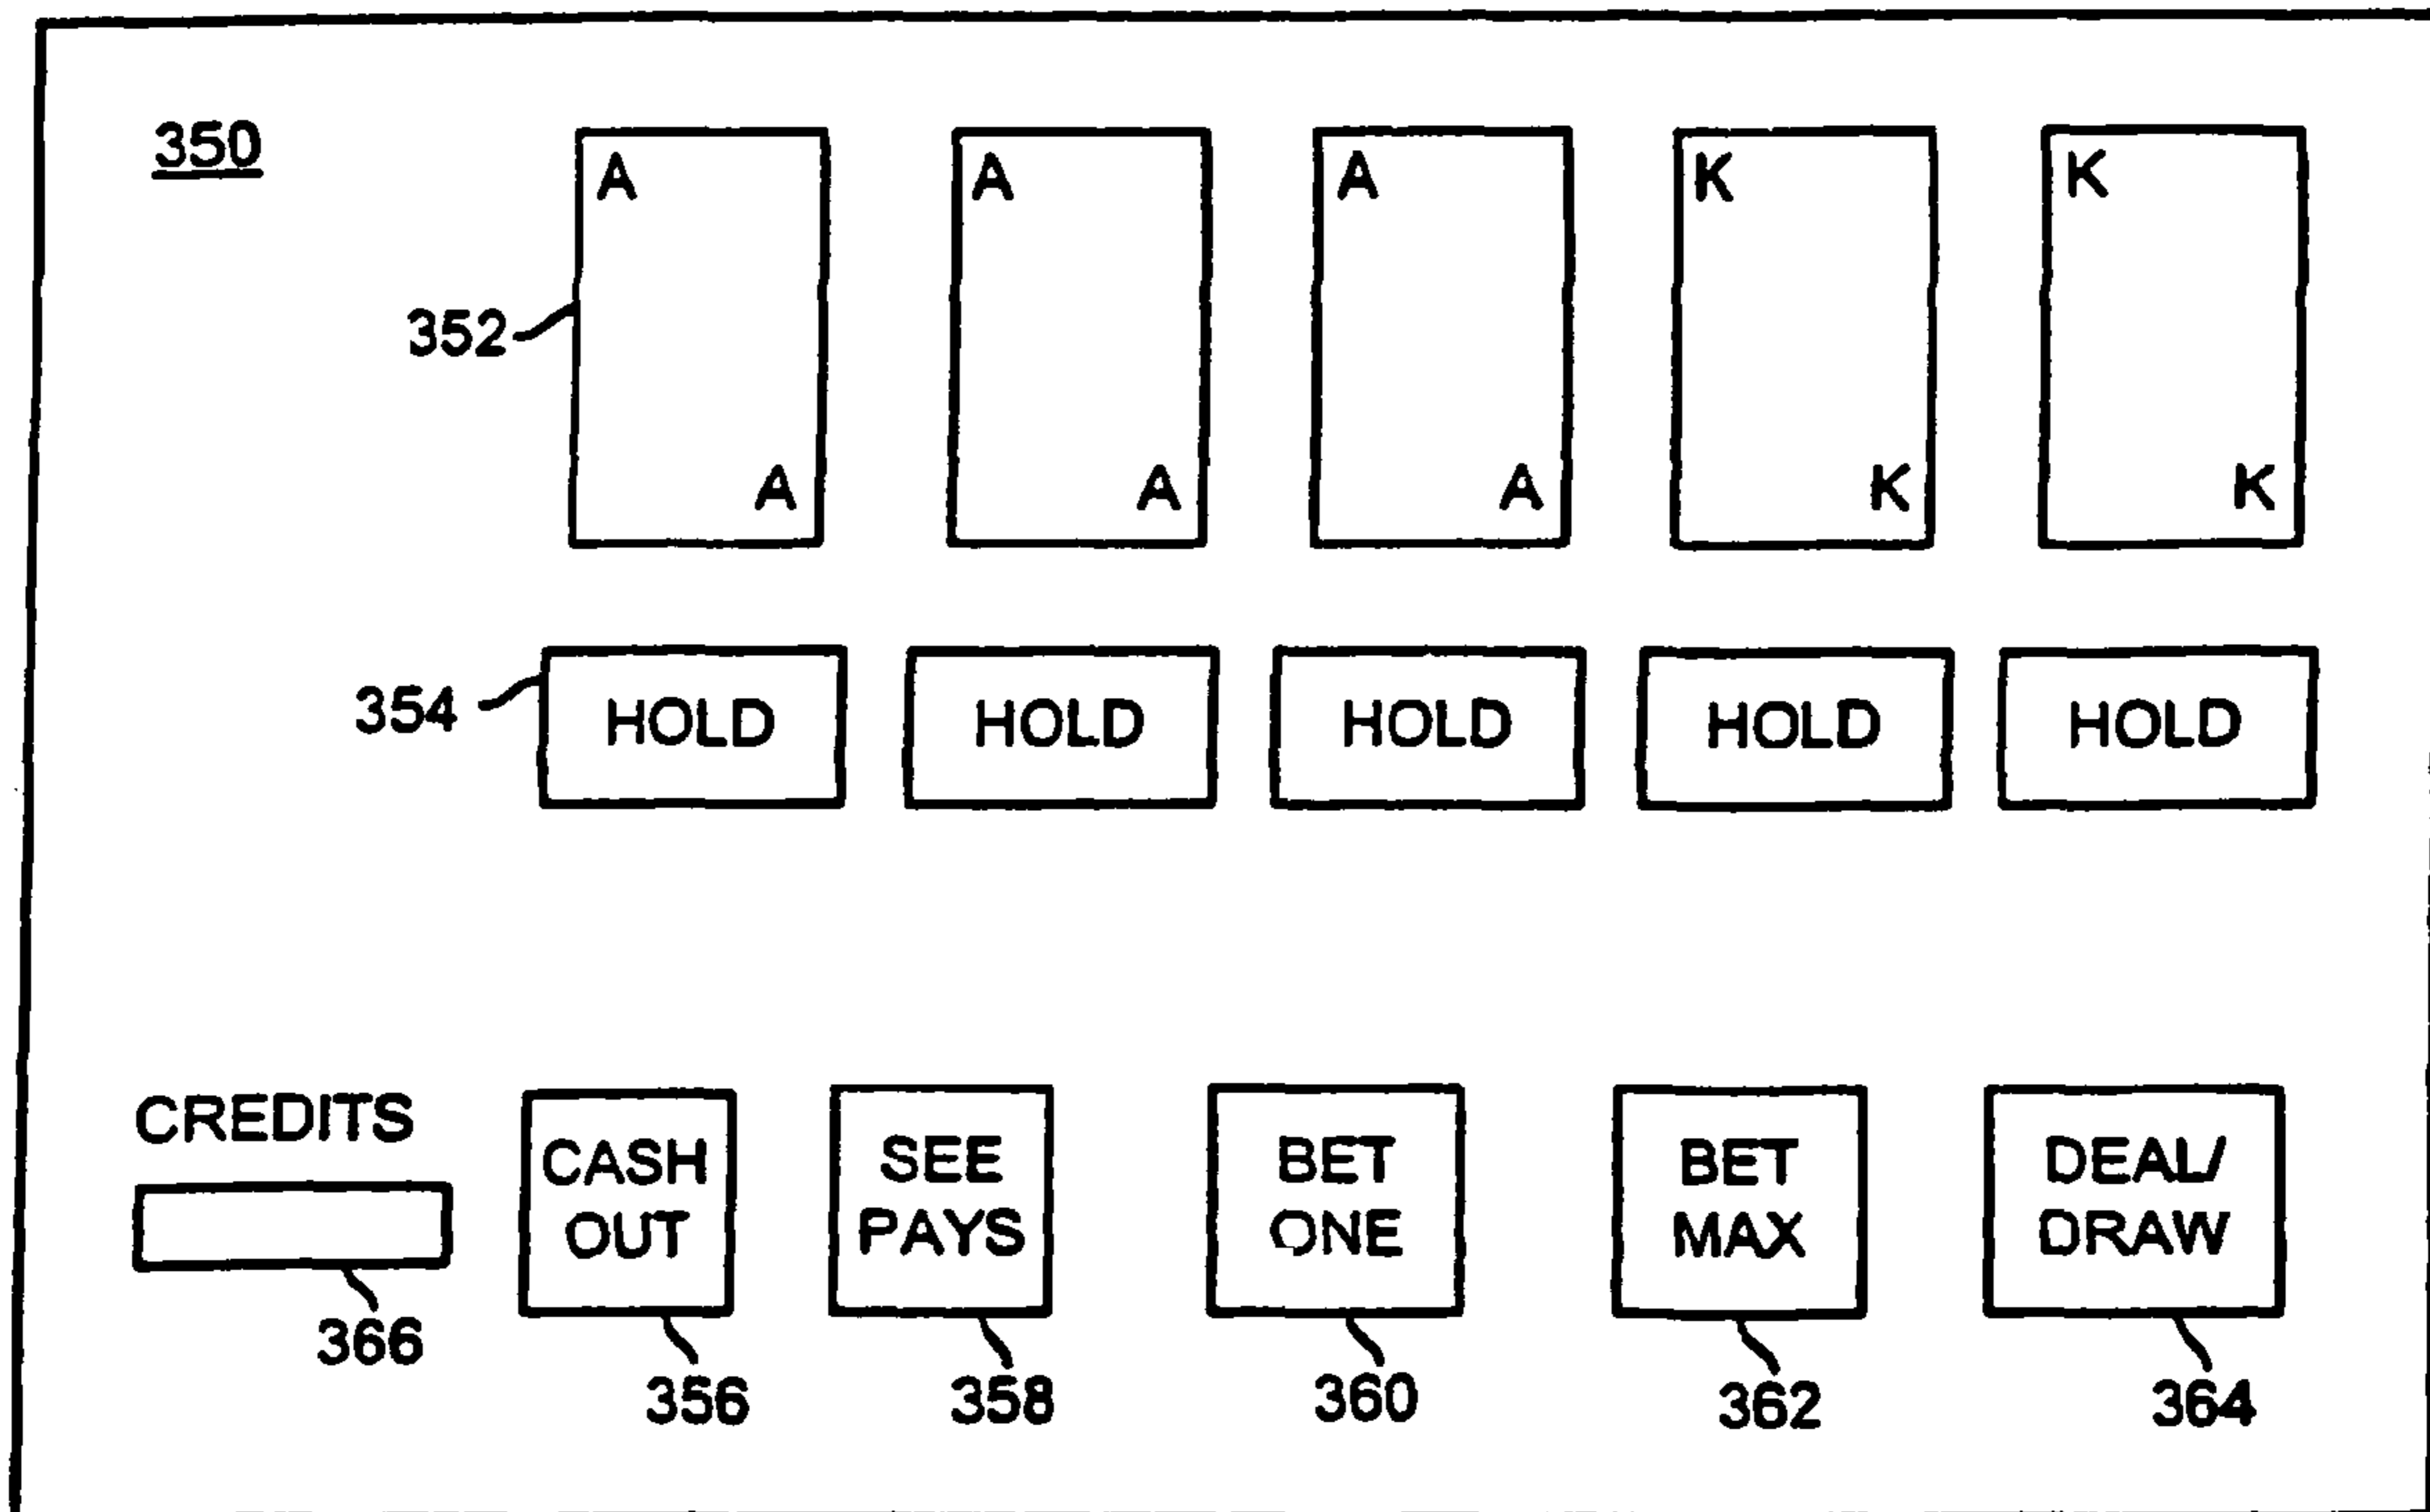 350
A A A K K
352
A A A K K
354 HOLD HOLD HOLD HOLD HOLD
CREDITS
CASH OUT
SEE PAYS
BET ONE
BET MAX
DEAL/ DRAW
366
356 358 360 362 364